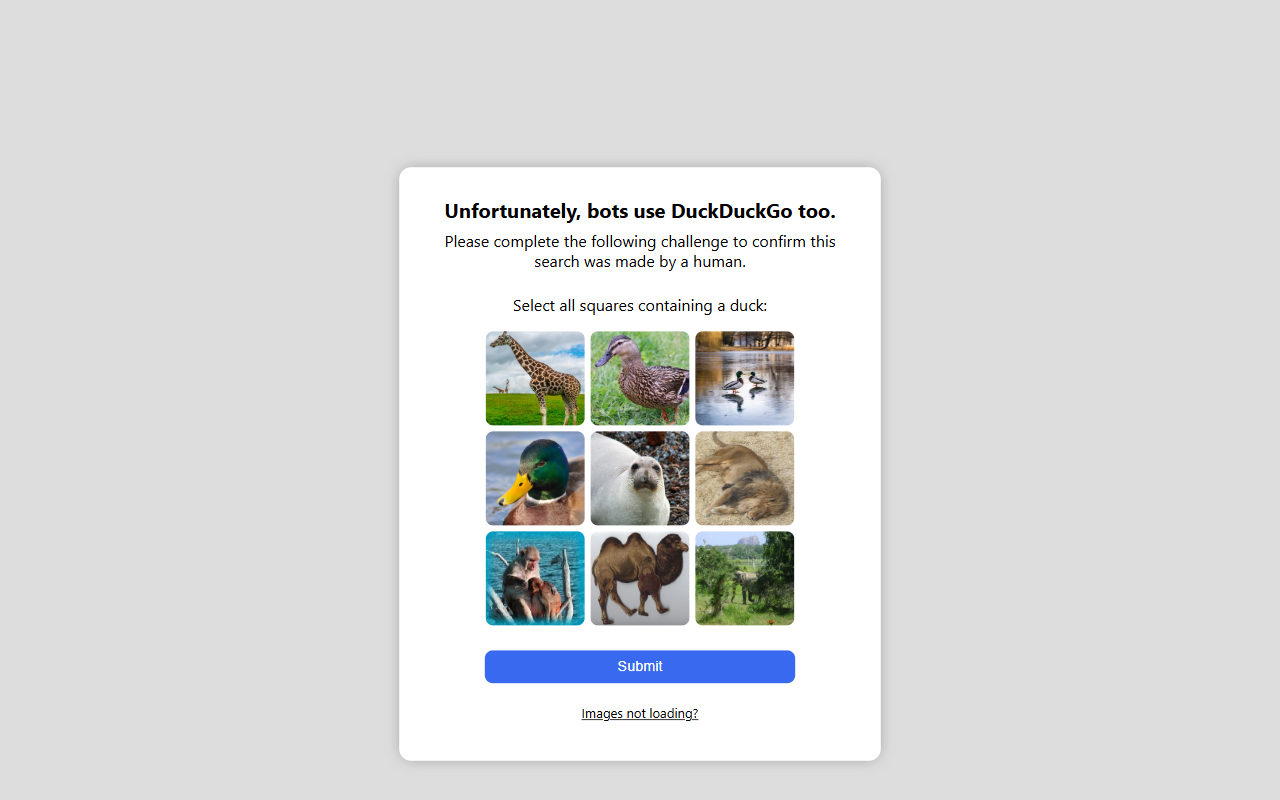 Unfortunately, bots use DuckDuckGo too.
Please complete the following challenge to confirm this
search was made by a human.
Select all squares containing a duck:
Submit
Images not loading?